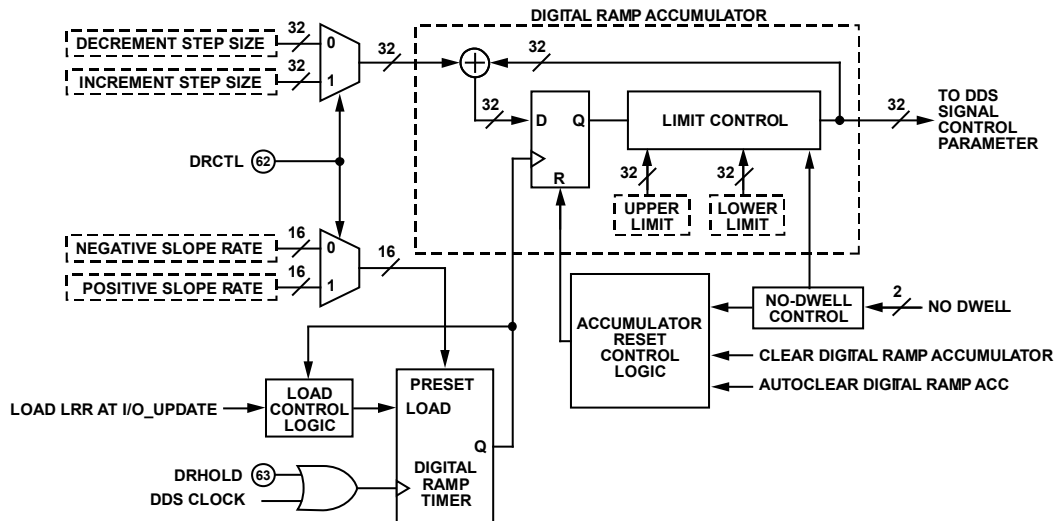 DIGITAL RAMP ACCUMULATOR
DECREMENT STEP SIZE
32
0
32
INCREMENT STEP SIZE
32
1
32
32
D
Q
R
LIMIT CONTROL
32
TO DDS
SIGNAL
CONTROL
PARAMETER
DRCTL
62
32
32
UPPER
LIMIT
LOWER
LIMIT
NEGATIVE SLOPE RATE
16
0
16
POSITIVE SLOPE RATE
16
1
ACCUMULATOR
RESET
CONTROL
LOGIC
NO-DWELL
CONTROL
2
NO DWELL
CLEAR DIGITAL RAMP ACCUMULATOR
AUTOCLEAR DIGITAL RAMP ACC
LOAD LRR AT I/O_UPDATE
LOAD
CONTROL
LOGIC
PRESET
LOAD
Q
DIGITAL
RAMP
TIMER
DRHOLD
63
DDS CLOCK